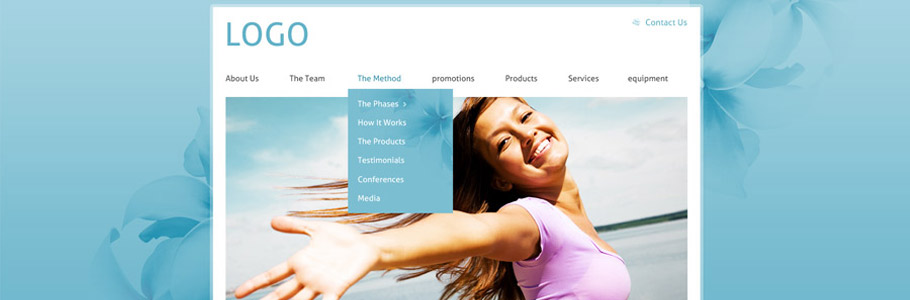 LOGO
Contact Us
About Us The Team The Method promotions Products Services equipment
The Phases >
How It Works
The Products
Testimonials
Conferences
Media